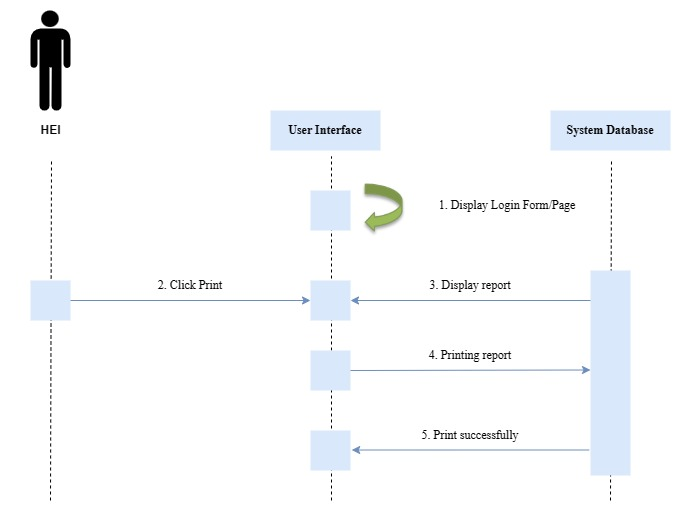 HEI
User Interface
System Database
1. Display Login Form/Page
2. Click Print
3. Display report
4. Printing report
5. Print successfully